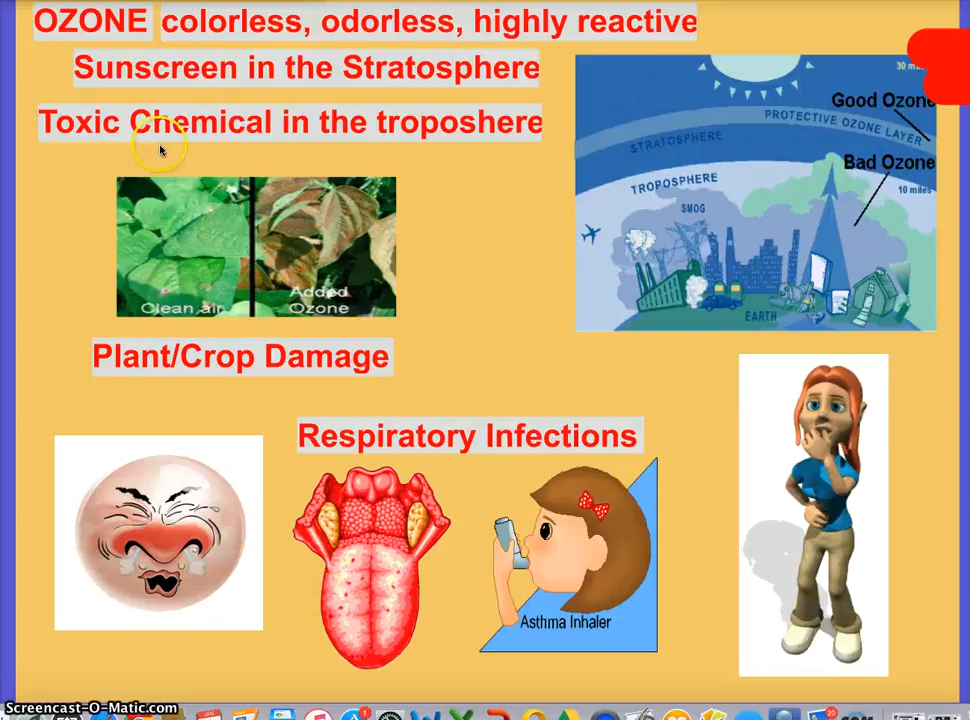 OZONE colorless, odorless, highly reactive
Sunscreen in the Stratosphere
Toxic Chemical in the troposhere
30 miles
Good Ozone
PROTECTIVE OZONE LAYER
STRATOSPHERE
Bad Ozone
TROPOSPHERE
10 miles
SMOG
EARTH
Clean air
Added
Ozone
Plant/Crop Damage
Respiratory Infections
Asthma Inhaler
Screencast-O-Matic.com